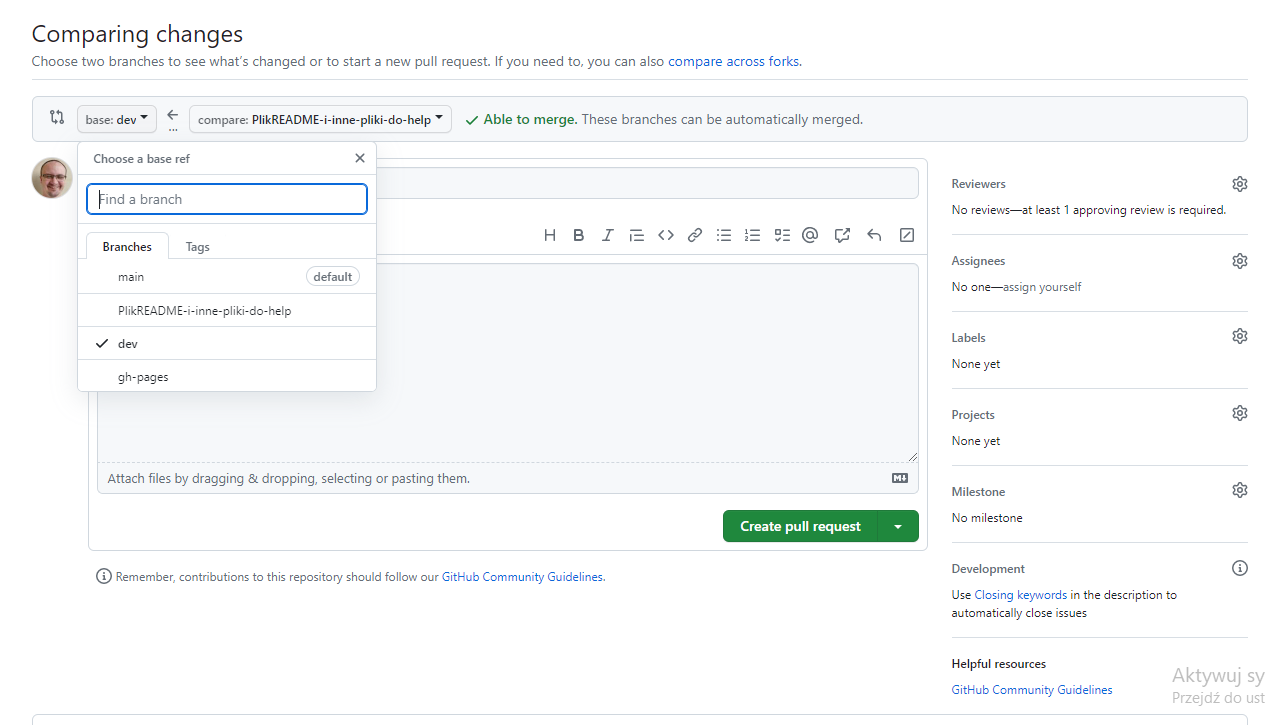 Comparing changes
Choose two branches to see what's changed or to start a new pull request. If you need to, you can also compare across forks.
base: dev ... compare: PlikREADME-i-inne-pliki-do-help Able to merge. These branches can be automatically merged.
Choose a base ref
Find a branch
Branches Tags
main default
PlikREADME-i-inne-pliki-do-help
dev
gh-pages
Attach files by dragging & dropping, selecting or pasting them.
Create pull request
Remember, contributions to this repository should follow our GitHub Community Guidelines.
Reviewers
No reviews—at least 1 approving review is required.
Assignees
No one—assign yourself
Labels
None yet
Projects
None yet
Milestone
No milestone
Development
Use Closing keywords in the description to
automatically close issues
Helpful resources
GitHub Community Guidelines
Aktywuj sy
Przejdź do ust